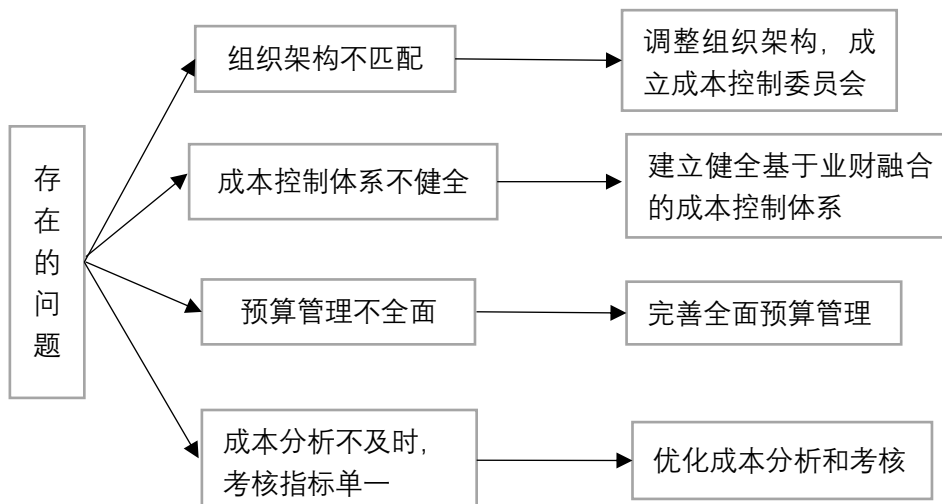 存在的问题
组织架构不匹配
调整组织架构，成
立成本控制委员会
成本控制体系不健全
建立健全基于业财融合
的成本控制体系
预算管理不全面
完善全面预算管理
成本分析不及时，
考核指标单一
优化成本分析和考核